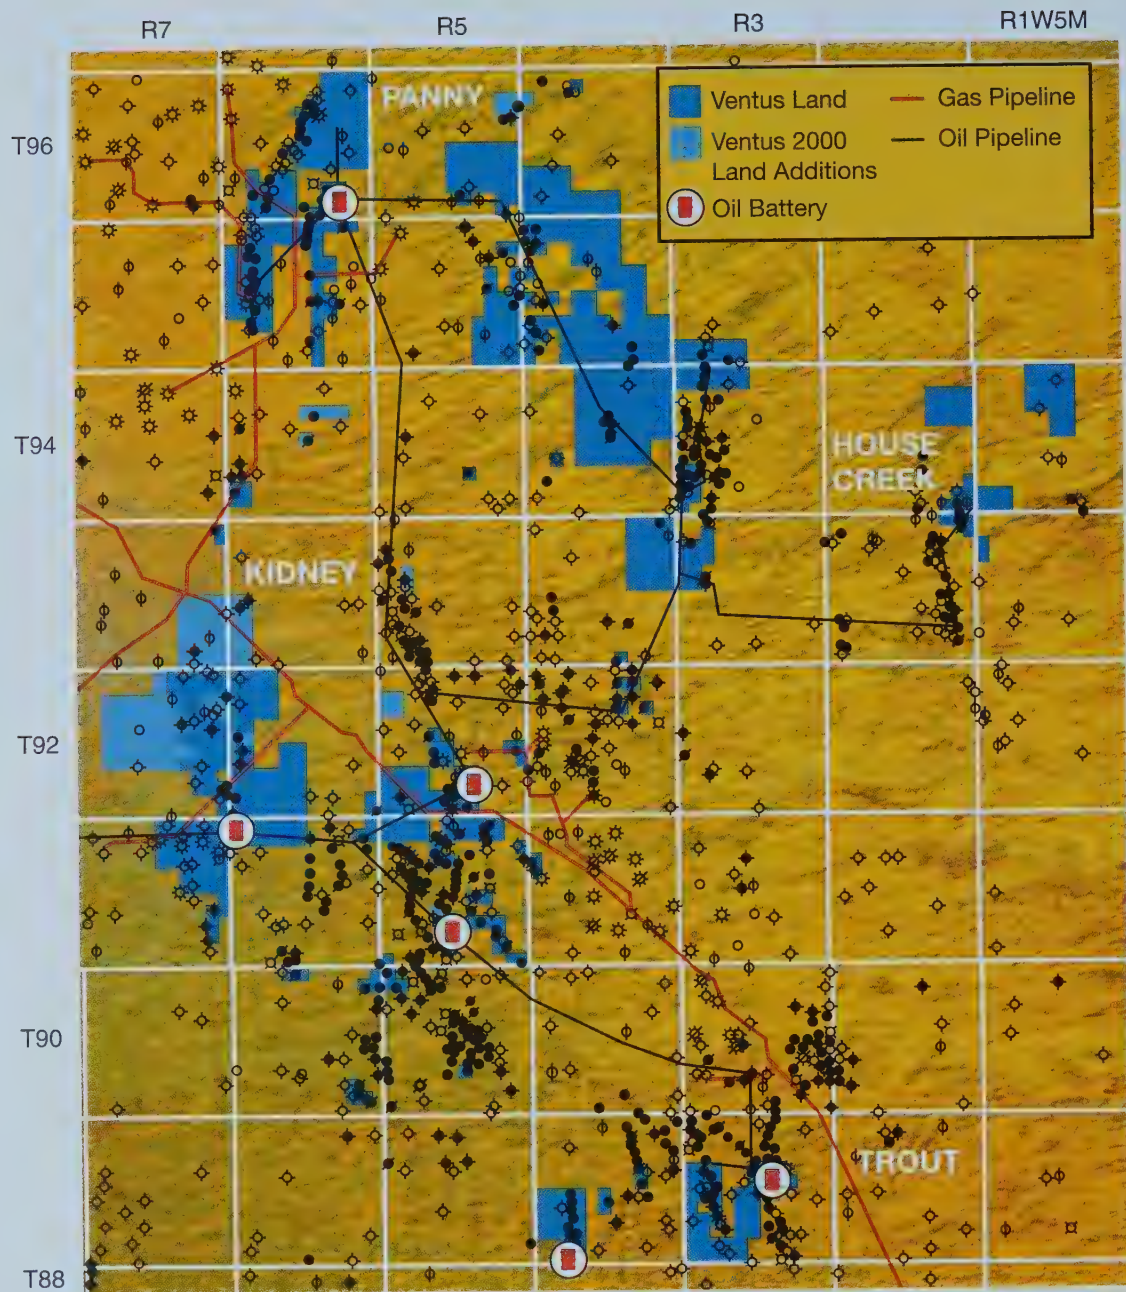 R7
R5
R3
R1W5M
T96
T94
T92
T90
T88
PANNY
Ventus Land
Gas Pipeline
Ventus 2000
Land Additions
Oil Pipeline
Oil Battery
HOUSE
CREEK
KIDNEY
TROUT